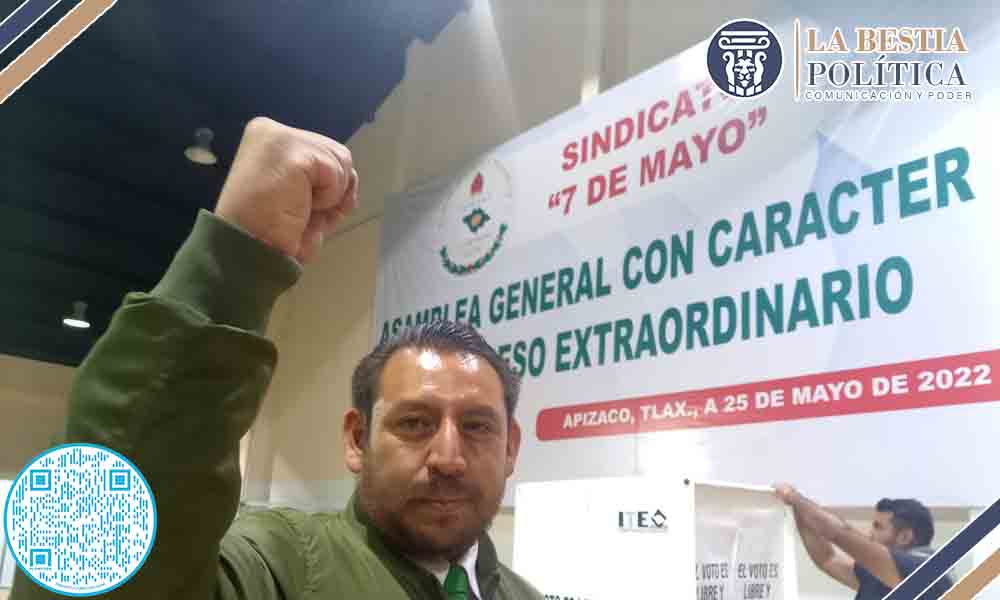 LA BESTIA
POLÍTICA
COMUNICACIÓN Y PODER
"7 DE MAYO"
GENERAL CON CARACTER
EXTRAORDINARIO
APIZACO, TLAX., A 25 DE MAYO DE 2022
ITE
EL VOTO ES
LIBRE Y
EL VOTO ES
LIBRE Y